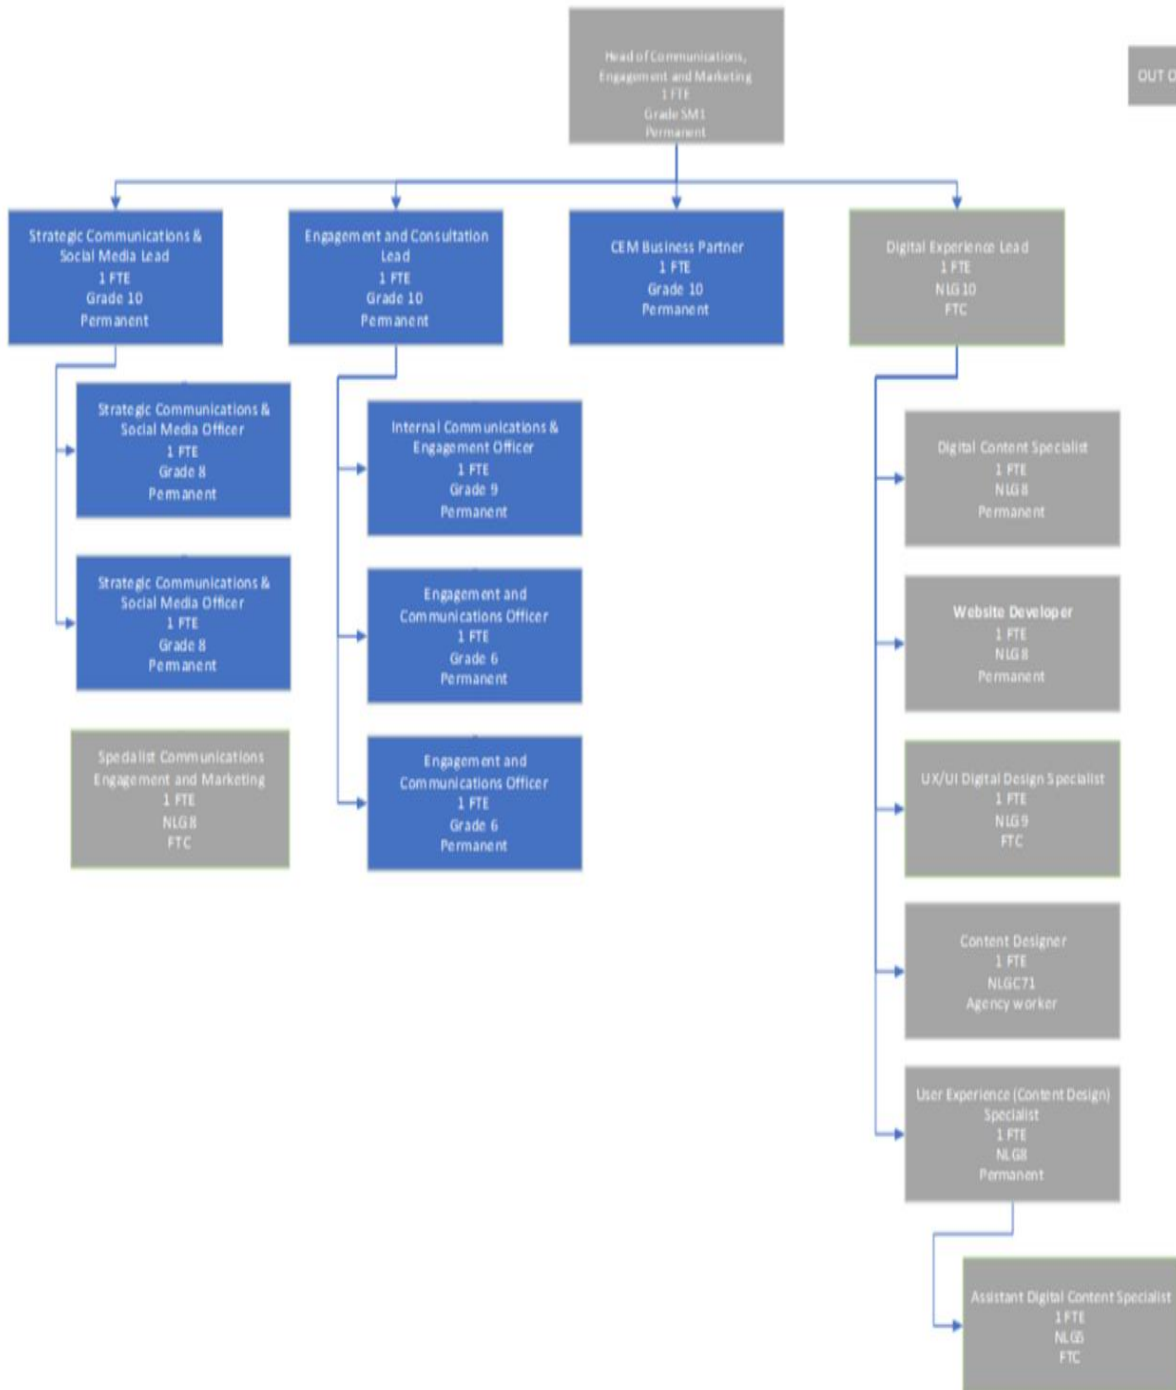 Head of Communications,
Engagement and Marketing
1 FTE
Grade SM1
Permanent
OUT O
Strategic Communications &
Social Media Lead
1 FTE
Grade 10
Permanent
Engagement and Consultation
Lead
1 FTE
Grade 10
Permanent
CEM Business Partner
1 FTE
Grade 10
Permanent
Digital Experience Lead
1 FTE
NLG10
FTC
Strategic Communications &
Social Media Officer
1 FTE
Grade 8
Permanent
Strategic Communications &
Social Media Officer
1 FTE
Grade 8
Permanent
Specialist Communications
Engagement and Marketing
1 FTE
NLG8
FTC
Internal Communications &
Engagement Officer
1 FTE
Grade 9
Permanent
Engagement and
Communications Officer
1 FTE
Grade 6
Permanent
Engagement and
Communications Officer
1 FTE
Grade 6
Permanent
Digital Content Specialist
1 FTE
NLG8
Permanent
Website Developer
1 FTE
NLG8
Permanent
UX/UI Digital Design Specialist
1 FTE
NLG9
FTC
Content Designer
1 FTE
NLGC71
Agency worker
User Experience (Content Design)
Specialist
1 FTE
NLG8
Permanent
Assistant Digital Content Specialist
1 FTE
NLG5
FTC